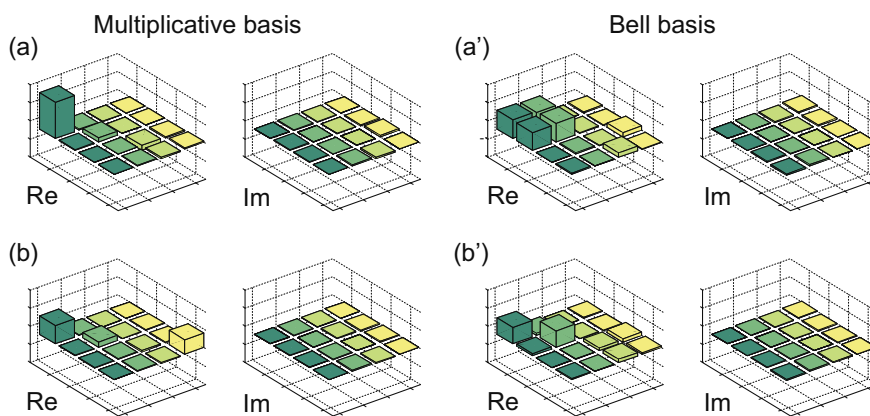 Multiplicative basis Bell basis
(a) (a’)
Re Im Re Im
(b) (b’)
Re Im Re Im